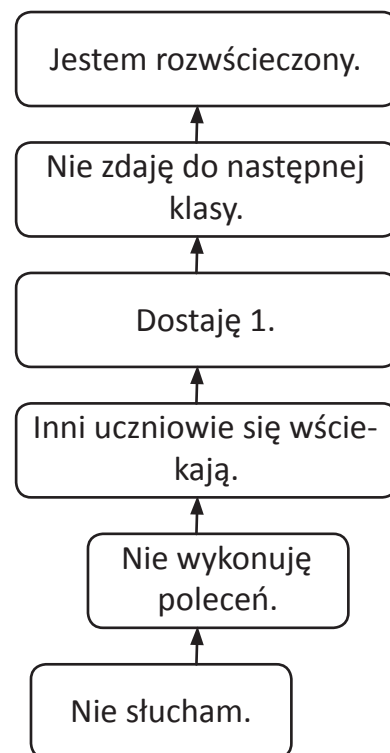 Jestem rozwścieczony.
Nie zdaję do następnej
klasy.
Dostaję 1.
Inni uczniowie się wście-
kają.
Nie wykonuję
poleceń.
Nie słucham.